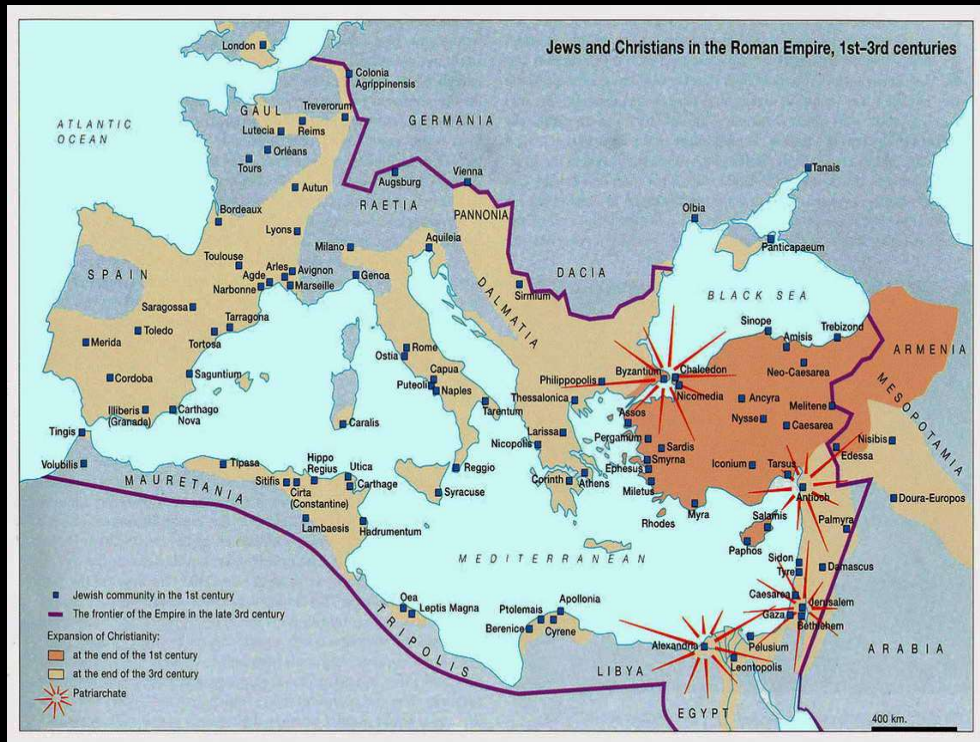 Jews and Christians in the Roman Empire, 1st–3rd centuries
London
Colonia
Agrippinensis
GAUL
Treverorum
Lutecia
Reims
GERMANIA
ATLANTIC
OCEAN
Orléans
Tours
Augsburg
Vienna
Tanais
Autun
RAETIA
PANNONIA
Olbia
Bordeaux
Lyons
Milano
Aquileia
Panticapaeum
Toulouse
Arles
Avignon
Genoa
SPAIN
Agde
Narbonne
Marseille
DACIA
DALMATIA
Sirmium
BLACK SEA
Saragossa
Tarragona
Toledo
Tortosa
Merida
Sinope
Amisis
Trebizond
ARMENIA
Rome
Ostia
Capua
Puteoli
Naples
Saguntum
Cordoba
Philippopolis
Byzantium
Chalcedon
Nicomedia
Neo-Caesarea
MESOPOTAMIA
Thessalonica
Tarentum
Ancyra
Melitene
Illiberis
(Granada)
Carthago
Nova
Caralis
Assos
Nysse
Caesarea
Tingis
Larissa
Nicopolis
Pergamum
Sardis
Smyrna
Nisibis
Edessa
Volubilis
Tipasa
Hippo
Regius
Utica
Reggio
Corinth
Athens
Ephesus
Iconium
Tarsus
MAURETANIA
Sitifis
Cirta
(Constantine)
Carthage
Syracuse
Miletus
Antioch
Doura-Europos
Lambaesis
Hadrumentum
Rhodes
Myra
Salamis
Palmyra
Paphos
MEDITERRANEAN
Sidon
Tyre
Damascus
Caesarea
Jerusalem
Gaza
Bethlehem
Oea
Leptis Magna
Ptolemais
Apollonia
Berenice
Cyrene
TRIPOLIS
Alexandria
Pelusium
Leontopolis
ARABIA
LIBYA
EGYPT
Jewish community in the 1st century
The frontier of the Empire in the late 3rd century
Expansion of Christianity:
at the end of the 1st century
at the end of the 3rd century
Patriarchate
400 km.